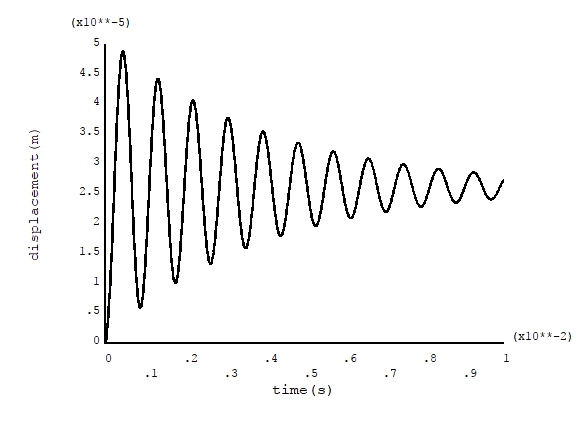 (x10**-5)
5
4.5
4
3.5
3
2.5
2
1.5
1
.5
0
displacement(m)
(x10**-2)
0 .2 .4 .6 .8 1
.1 .3 .5 .7 .9
time(s)